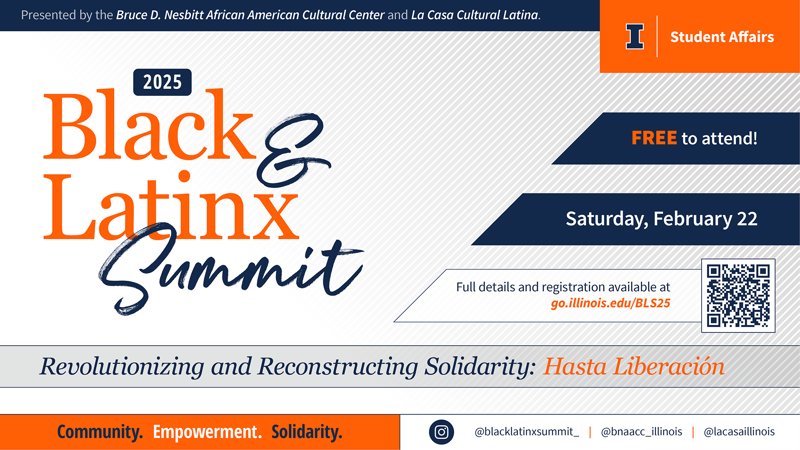 Presented by the Bruce D. Nesbitt African American Cultural Center and La Casa Cultural Latina.
I
Student Affairs
2025
Black &
Latinx
Summit
FREE to attend!
Saturday, February 22
Full details and registration available at
go.illinois.edu/BLS25
Revolutionizing and Reconstructing Solidarity: Hasta Liberación
Community. Empowerment. Solidarity.
@blacklatinxsummit_ | @bnaacc_illinois | @lacasaillinois